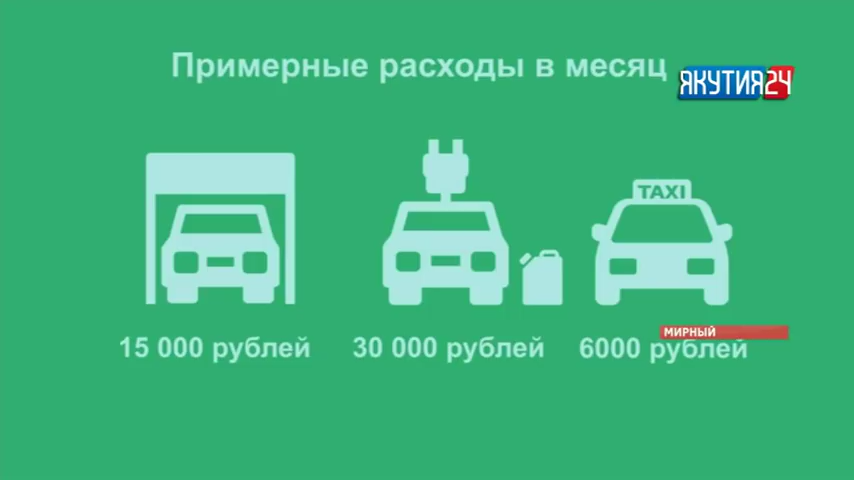 Примерные расходы в месяц
ЯКУТИЯ24
TAXI
МИРНЫЙ
15 000 рублей
30 000 рублей
6000 рублей